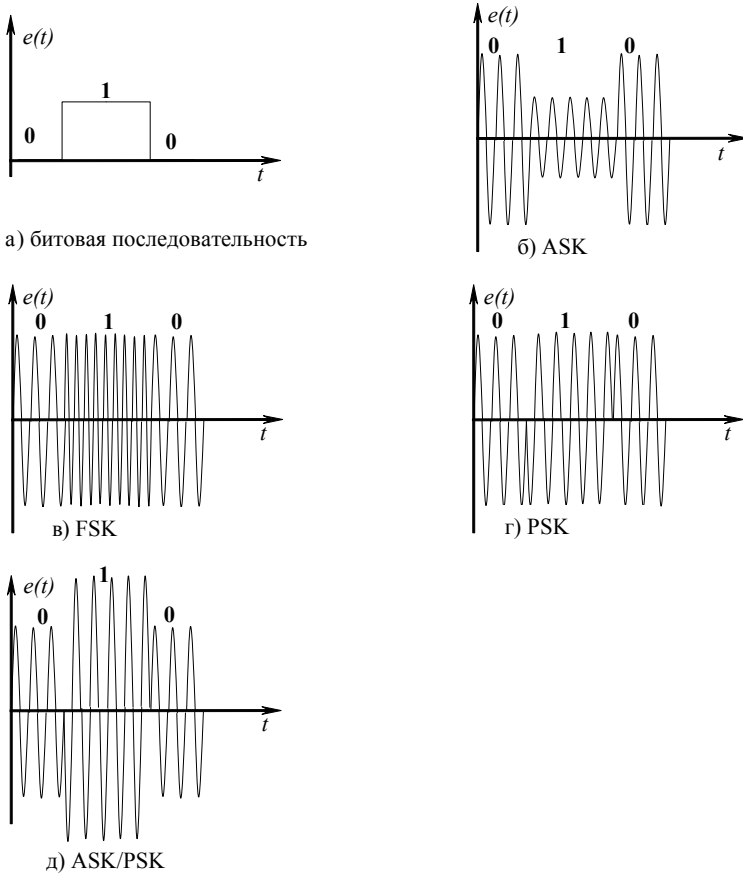 e(t)
1
0
0
t
а) битовая последовательность
e(t)
0 1 0
t
б) ASK
e(t)
0 1 0
t
в) FSK
e(t)
0 1 0
t
г) PSK
e(t)
1
0 0
t
д) ASK/PSK